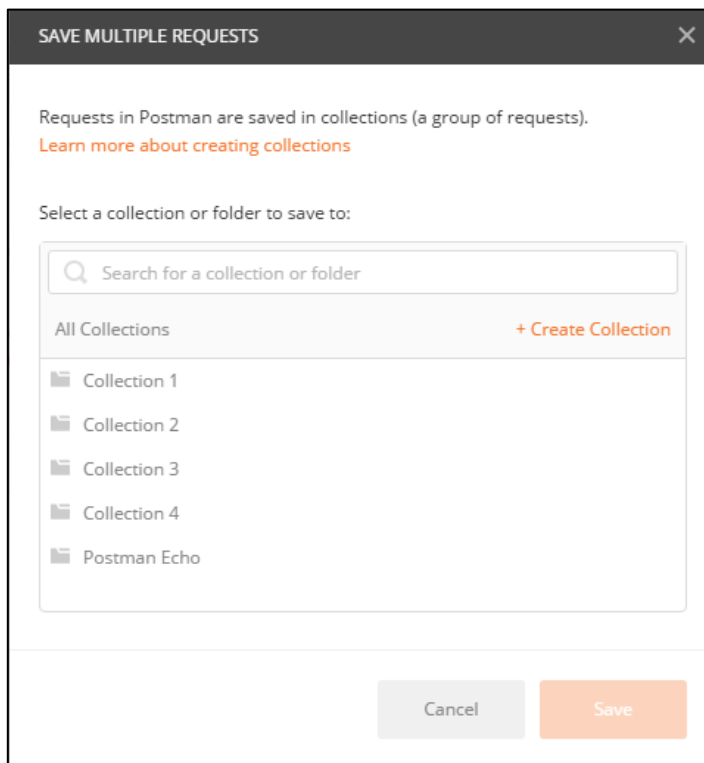 SAVE MULTIPLE REQUESTS
Requests in Postman are saved in collections (a group of requests).
Learn more about creating collections
Select a collection or folder to save to:
Search for a collection or folder
All Collections + Create Collection
Collection 1
Collection 2
Collection 3
Collection 4
Postman Echo
Cancel Save